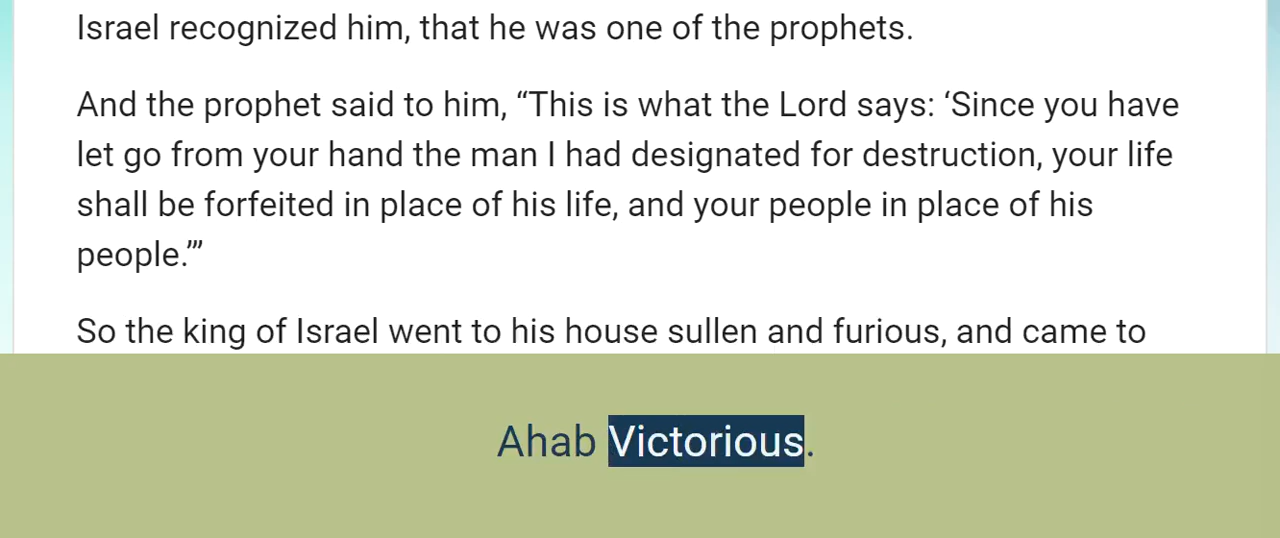 Israel recognized him, that he was one of the prophets.
And the prophet said to him, “This is what the Lord says: ‘Since you have
let go from your hand the man I had designated for destruction, your life
shall be forfeited in place of his life, and your people in place of his
people.’”
So the king of Israel went to his house sullen and furious, and came to
Ahab Victorious.